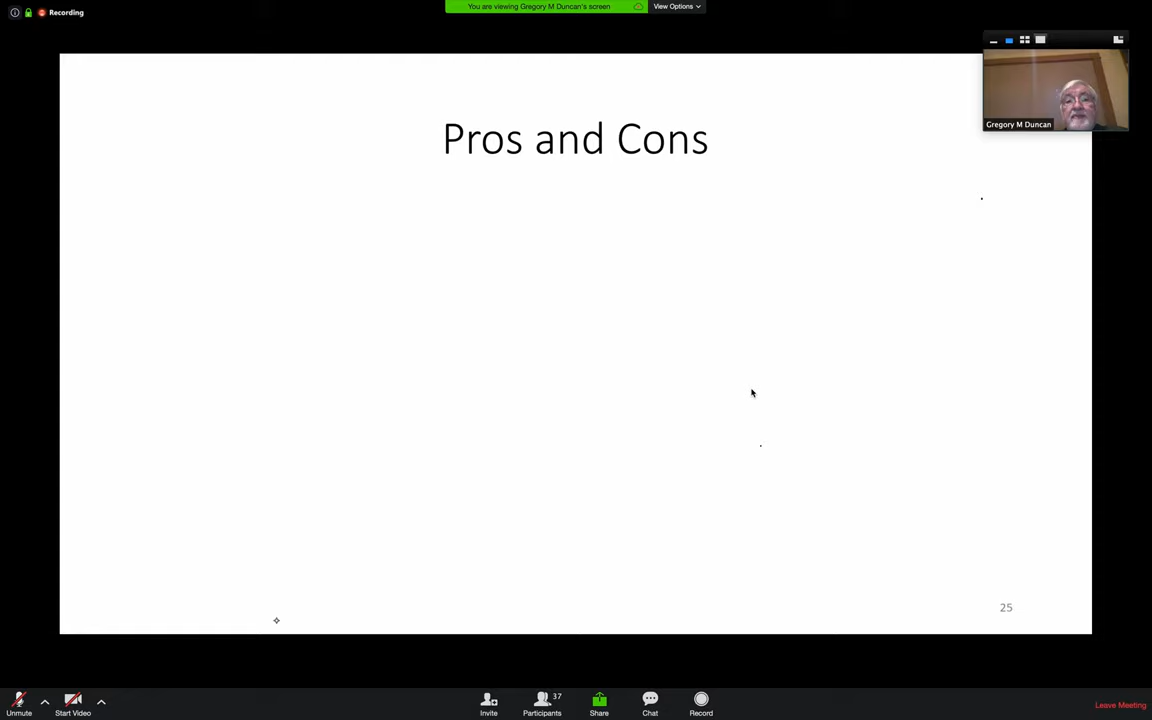 Recording
You are viewing Gregory M Duncan's screen
View Options
Gregory M Duncan
Pros and Cons
25
Unmute
Start Video
Invite
37
Participants
Share
Chat
Record
Leave Meeting